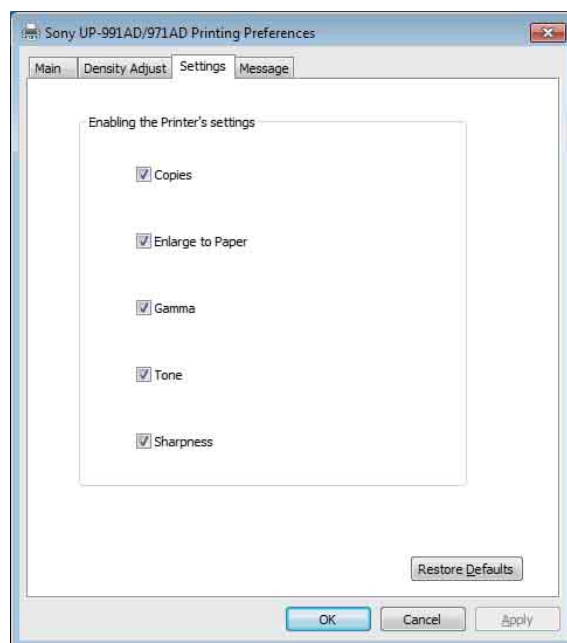 Sony UP-991AD/971AD Printing Preferences
Main Density Adjust Settings Message
Enabling the Printer's settings
Copies
Enlarge to Paper
Gamma
Tone
Sharpness
Restore Defaults
OK Cancel Apply